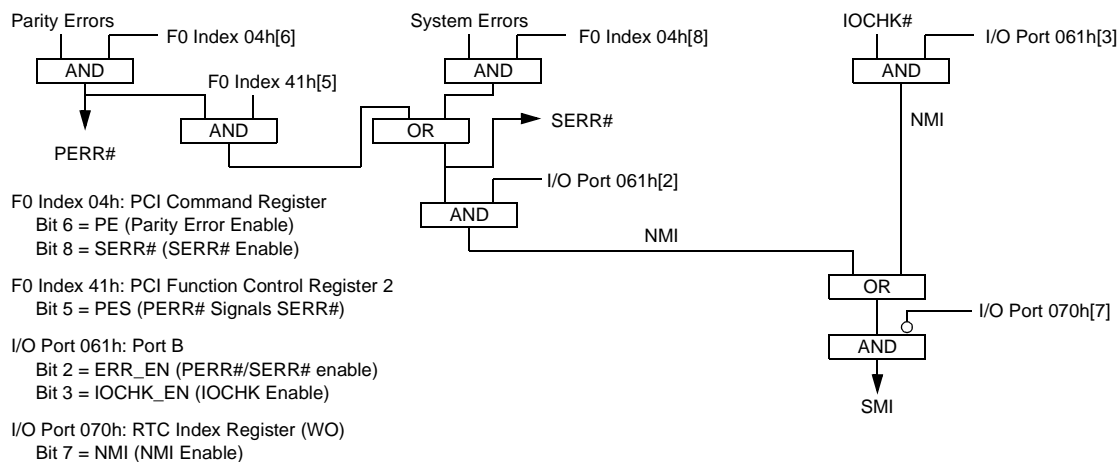 Parity Errors
System Errors
IOCHK#
F0 Index 04h[6]
F0 Index 04h[8]
I/O Port 061h[3]
AND
AND
AND
F0 Index 41h[5]
AND
OR
SERR#
NMI
PERR#
I/O Port 061h[2]
AND
NMI
F0 Index 04h: PCI Command Register
Bit 6 = PE (Parity Error Enable)
Bit 8 = SERR# (SERR# Enable)
F0 Index 41h: PCI Function Control Register 2
Bit 5 = PES (PERR# Signals SERR#)
OR
I/O Port 070h[7]
AND
SMI
I/O Port 061h: Port B
Bit 2 = ERR_EN (PERR#/SERR# enable)
Bit 3 = IOCHK_EN (IOCHK Enable)
I/O Port 070h: RTC Index Register (WO)
Bit 7 = NMI (NMI Enable)